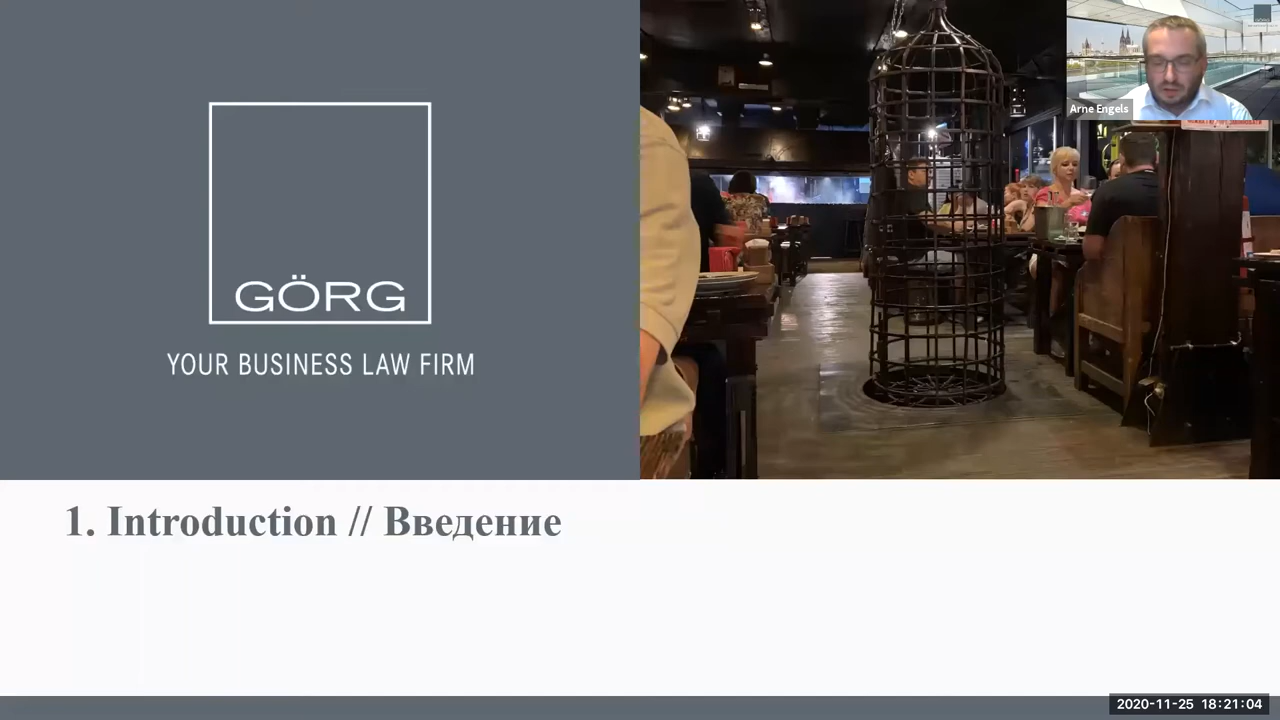 GÖRG
YOUR BUSINESS LAW FIRM
Arne Engels
1. Introduction // Введение
2020-11-25 18:21:04